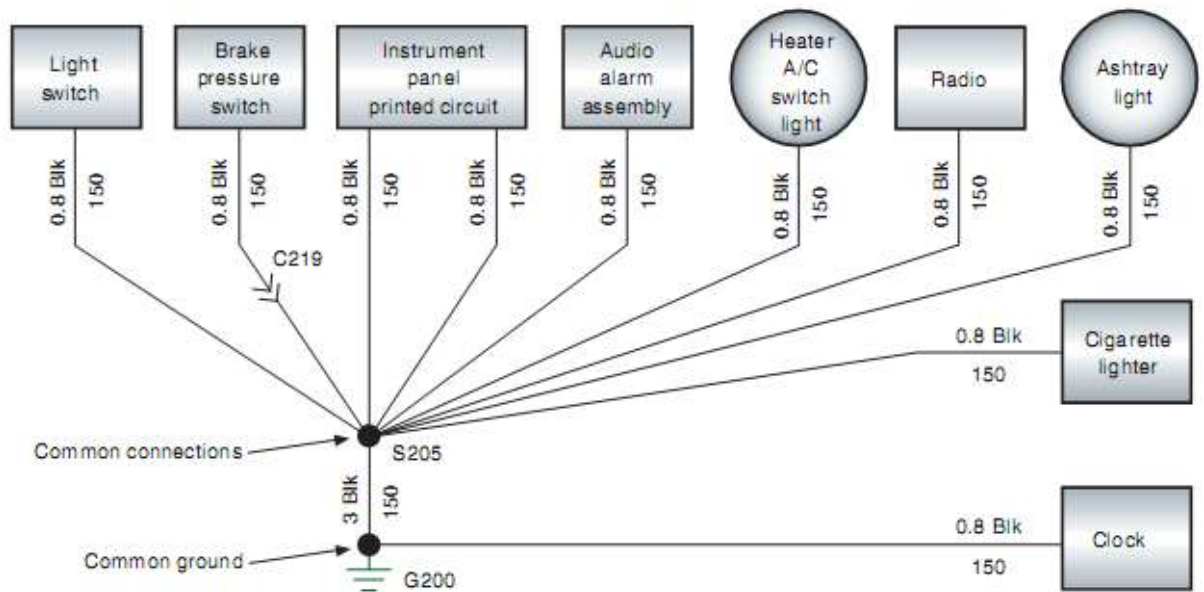 Light
switch
Brake
pressure
switch
Instrument
panel
printed circuit
Audio
alarm
assembly
Heater
A/C
switch
light
Radio
Ashtray
light
0.8 Blk
150
0.8 Blk
150
0.8 Blk
150
0.8 Blk
150
0.8 Blk
150
0.8 Blk
150
0.8 Blk
150
0.8 Blk
150
C219
0.8 Blk
150
Cigarette
lighter
Common connections
S205
3 Blk
150
0.8 Blk
150
Clock
Common ground
G200